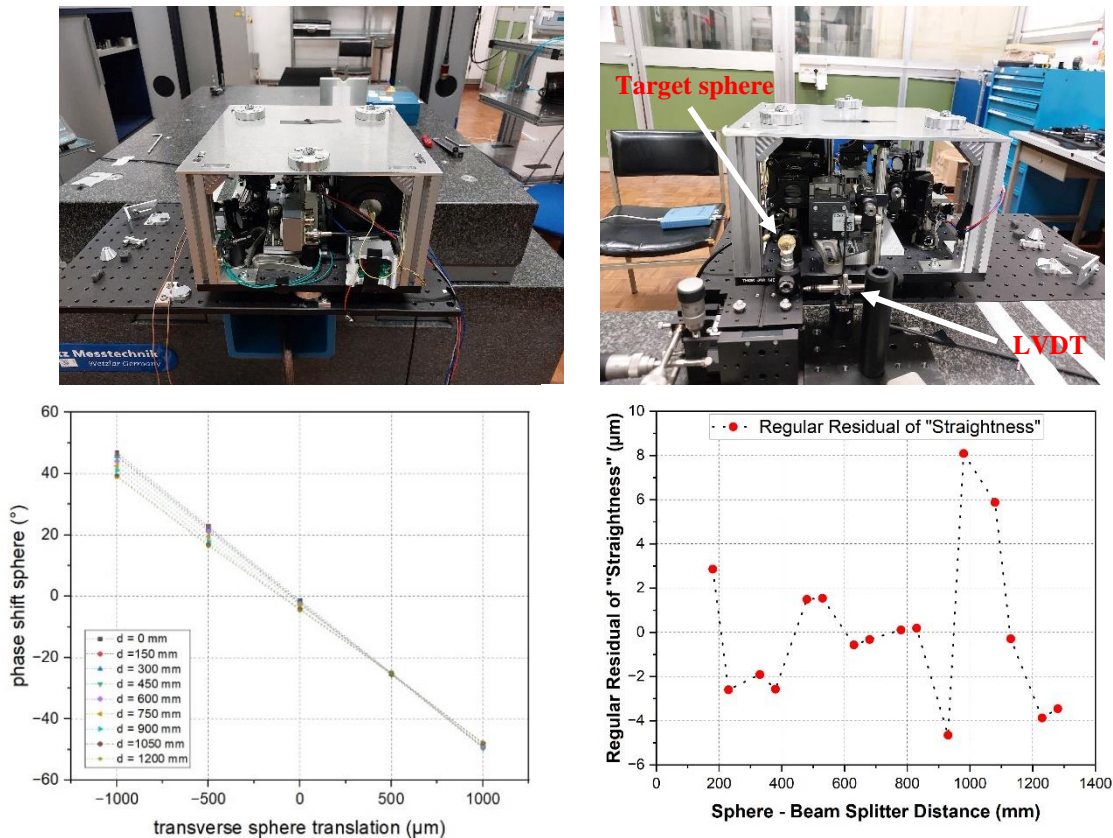 Target sphere
LVDT
tz Messtechnik
Wetzlar Germany
60
40
20
0
−20
−40
−60
phase shift sphere (°)
d = 0 mm
d =150 mm
d = 300 mm
d = 450 mm
d = 600 mm
d = 750 mm
d = 900 mm
d =1050 mm
d = 1200 mm
−1000
−500
0
500
1000
transverse sphere translation (µm)
10
8
6
4
2
0
-2
-4
-6
Regular Residual of "Straightness" (µm)
Regular Residual of "Straightness"
0
200
400
600
800
1000
1200
1400
Sphere - Beam Splitter Distance (mm)